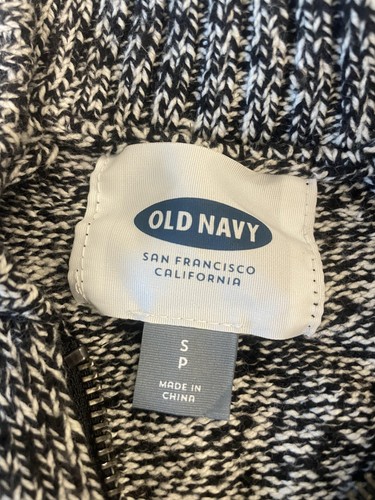 OLD NAVY
SAN FRANCISCO
CALIFORNIA
S
P
MADE IN
CHINA